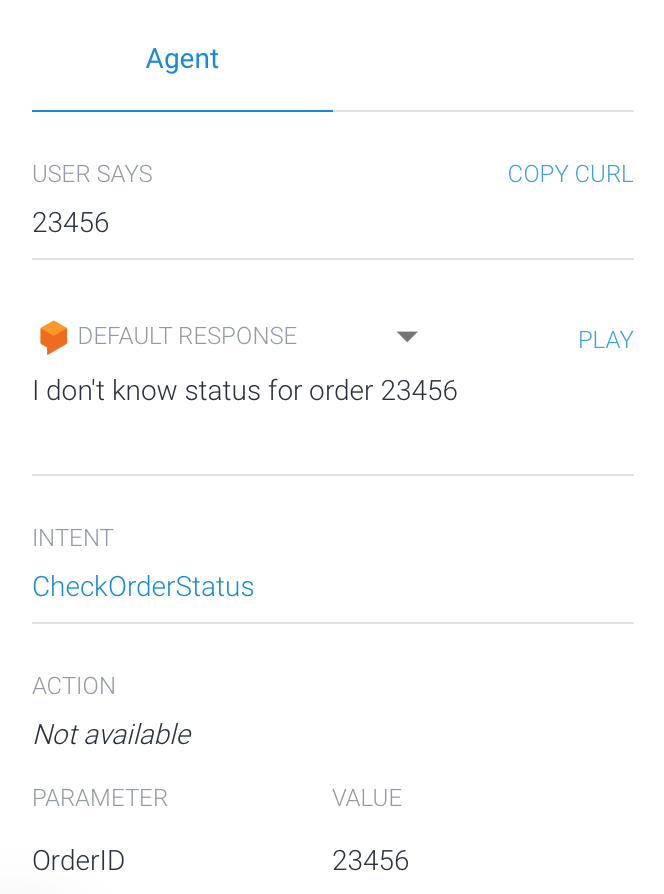 Agent
USER SAYS COPY CURL
23456
DEFAULT RESPONSE PLAY
I don't know status for order 23456
INTENT
CheckOrderStatus
ACTION
Not available
PARAMETER VALUE
OrderID 23456